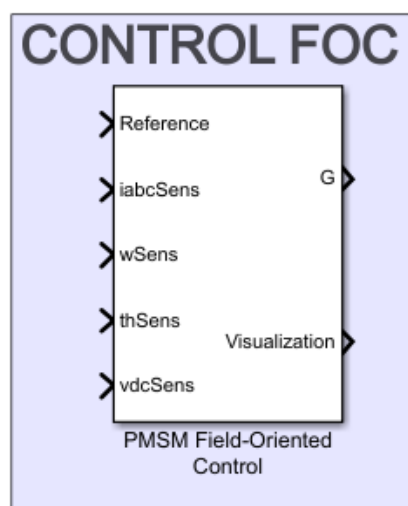 CONTROL FOC
Reference
iabcSens
wSens
thSens
vdcSens
G
Visualization
PMSM Field-Oriented
Control